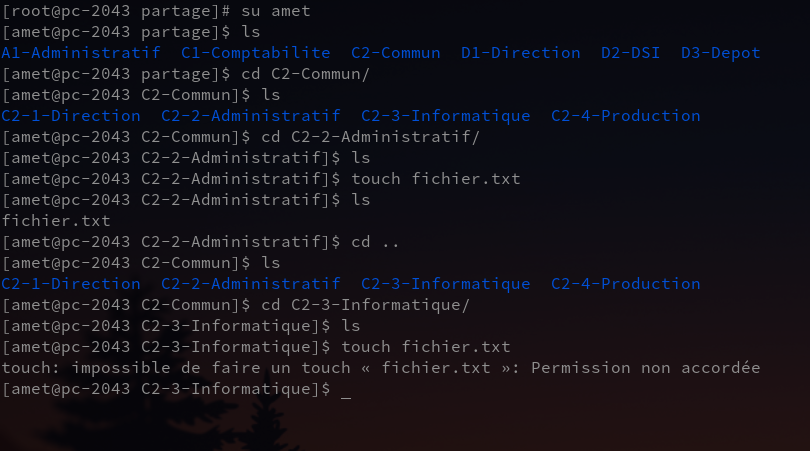 [root@pc-2043 partage]# su amet
[amet@pc-2043 partage]$ ls
A1-Administratif  C1-Comptabilite  C2-Commun  D1-Direction  D2-DSI  D3-Depot
[amet@pc-2043 partage]$ cd C2-Commun/
[amet@pc-2043 C2-Commun]$ ls
C2-1-Direction  C2-2-Administratif  C2-3-Informatique  C2-4-Production
[amet@pc-2043 C2-Commun]$ cd C2-2-Administratif/
[amet@pc-2043 C2-2-Administratif]$ ls
[amet@pc-2043 C2-2-Administratif]$ touch fichier.txt
[amet@pc-2043 C2-2-Administratif]$ ls
fichier.txt
[amet@pc-2043 C2-2-Administratif]$ cd ..
[amet@pc-2043 C2-Commun]$ ls
C2-1-Direction  C2-2-Administratif  C2-3-Informatique  C2-4-Production
[amet@pc-2043 C2-Commun]$ cd C2-3-Informatique/
[amet@pc-2043 C2-3-Informatique]$ ls
[amet@pc-2043 C2-3-Informatique]$ touch fichier.txt
touch: impossible de faire un touch « fichier.txt »: Permission non accordée
[amet@pc-2043 C2-3-Informatique]$ _